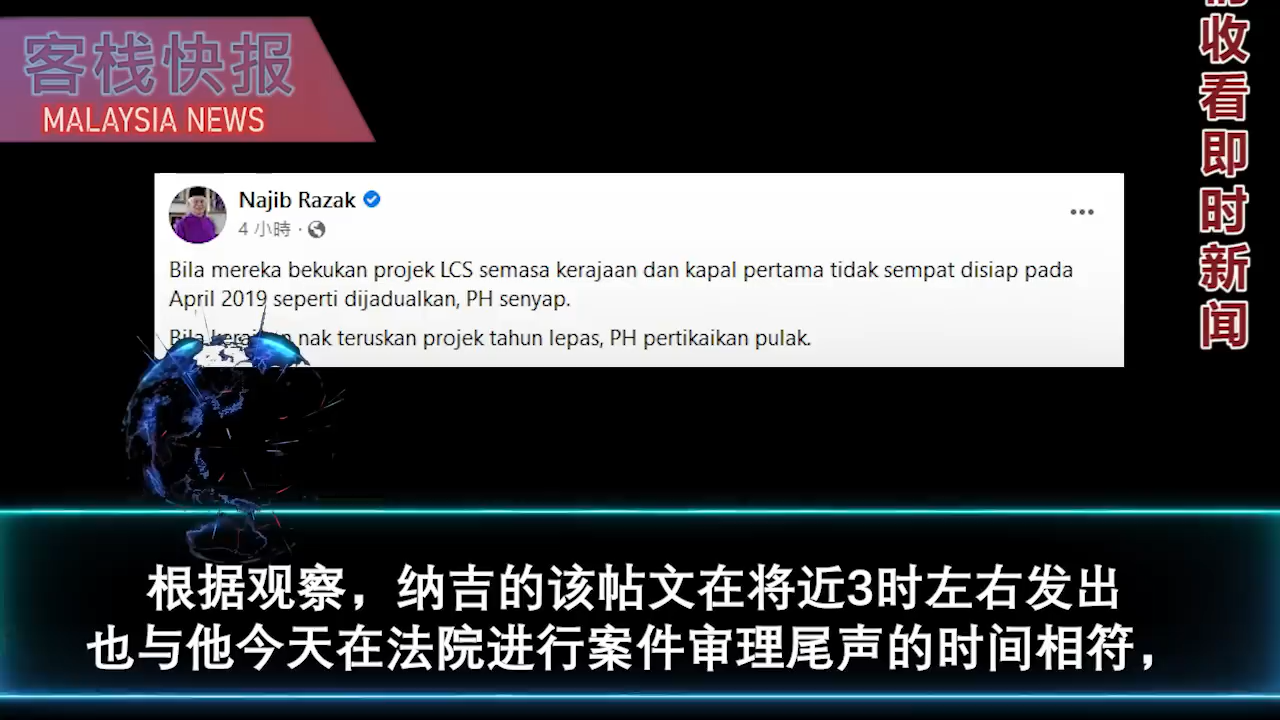 客栈快报
MALAYSIA NEWS
收看即时新闻
Najib Razak
4 小時
Bila mereka bekukan projek LCS semasa kerajaan dan kapal pertama tidak sempat disiap pada
April 2019 seperti dijadualkan, PH senyap.
Bila kerajaan nak teruskan projek tahun lepas, PH pertikaikan pulak.
根据观察，纳吉的该帖文在将近3时左右发出
也与他今天在法院进行案件审理尾声的时间相符，